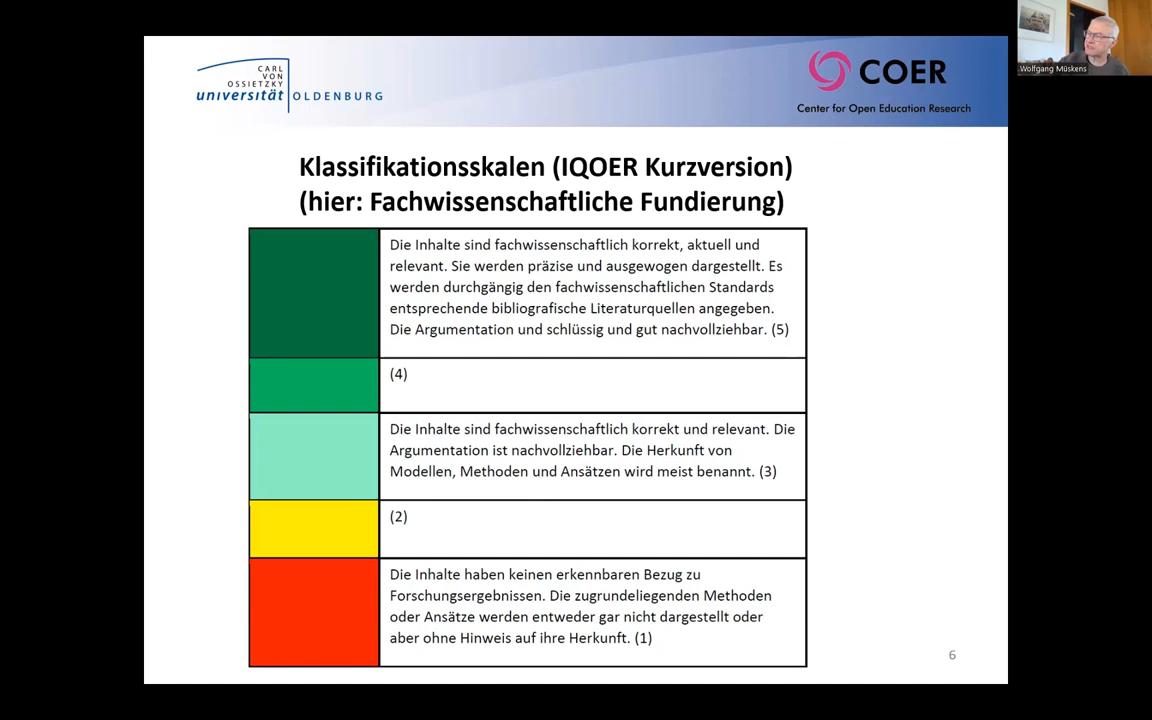 CARL
VON
OSSIETZKY
universität OLDENBURG
COER
Center for Open Education Research
Wolfgang Müskens
Klassifikationsskalen (IQOER Kurzversion)
(hier: Fachwissenschaftliche Fundierung)
Die Inhalte sind fachwissenschaftlich korrekt, aktuell und
relevant. Sie werden präzise und ausgewogen dargestellt. Es
werden durchgängig den fachwissenschaftlichen Standards
entsprechende bibliografische Literaturquellen angegeben.
Die Argumentation und schlüssig und gut nachvollziehbar. (5)
(4)
Die Inhalte sind fachwissenschaftlich korrekt und relevant. Die
Argumentation ist nachvollziehbar. Die Herkunft von
Modellen, Methoden und Ansätzen wird meist benannt. (3)
(2)
Die Inhalte haben keinen erkennbaren Bezug zu
Forschungsergebnissen. Die zugrundeliegenden Methoden
oder Ansätze werden entweder gar nicht dargestellt oder
aber ohne Hinweis auf ihre Herkunft. (1)
6